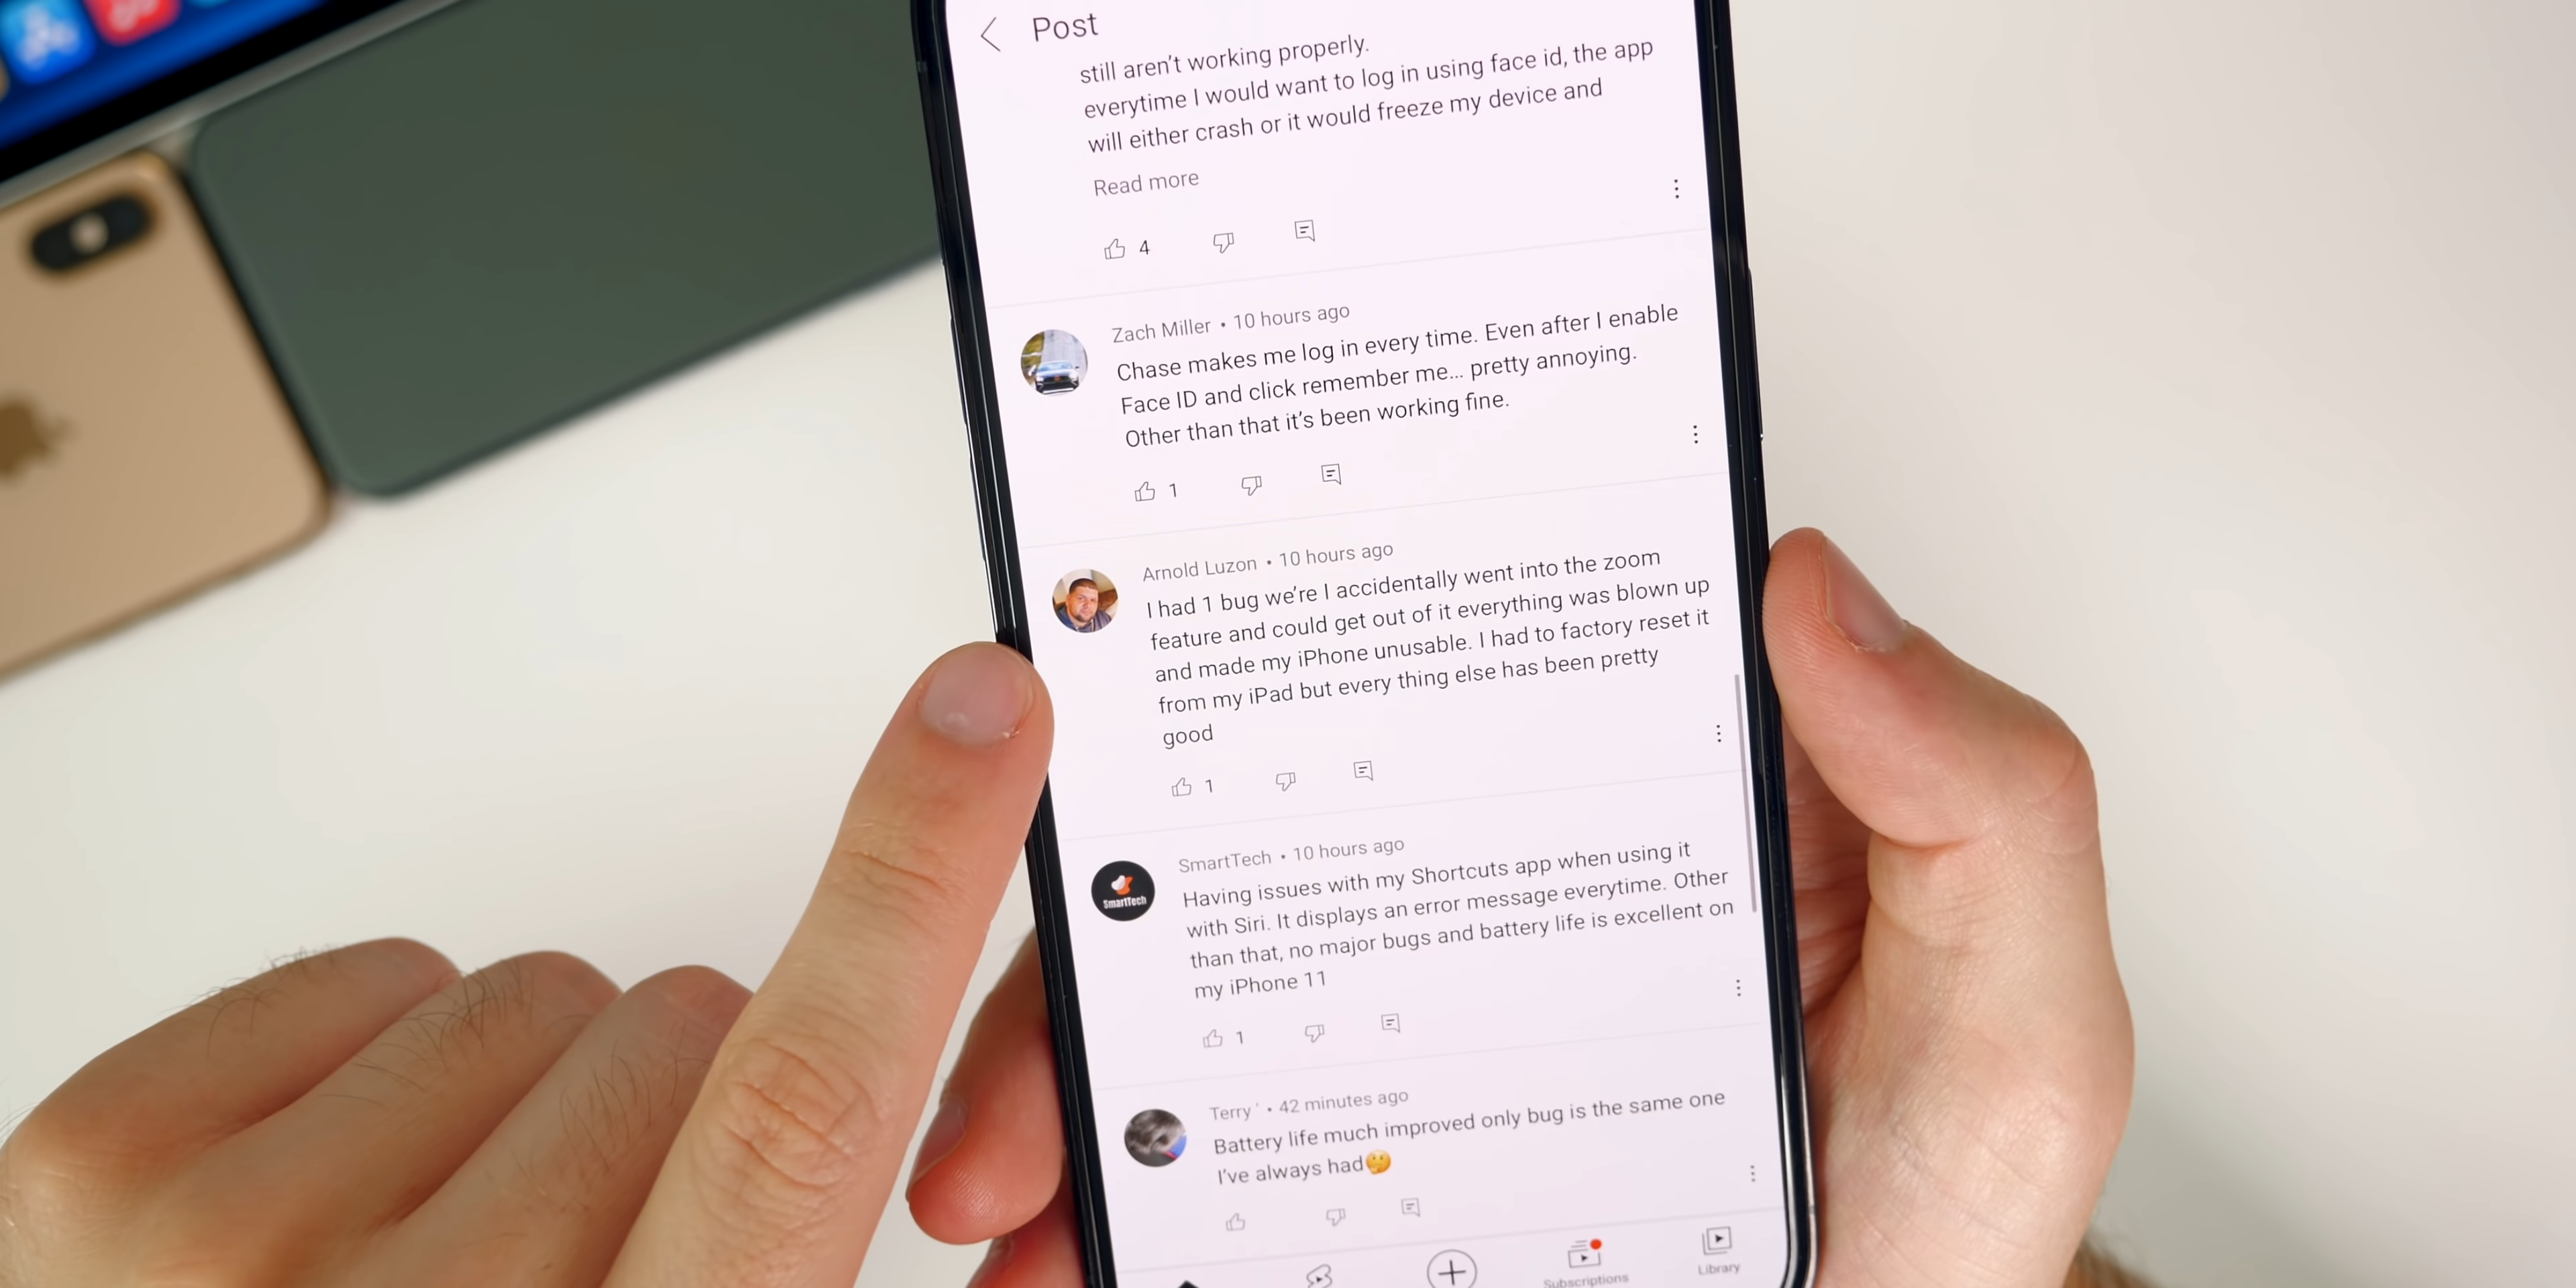 Post
still aren't working properly.
everytime I would want to log in using face id, the app
will either crash or it would freeze my device and
Read more
4
Zach Miller • 10 hours ago
Chase makes me log in every time. Even after I enable
Face ID and click remember me... pretty annoying.
Other than that it's been working fine.
1
Arnold Luzon • 10 hours ago
I had 1 bug we're I accidentally went into the zoom
feature and could get out of it everything was blown up
and made my iPhone unusable. I had to factory reset it
from my iPad but every thing else has been pretty
good
1
SmartTech • 10 hours ago
SmartTech
Having issues with my Shortcuts app when using it
with Siri. It displays an error message everytime. Other
than that, no major bugs and battery life is excellent on
my iPhone 11
1
Terry ' • 42 minutes ago
Battery life much improved only bug is the same one
I've always had🤔
Subscriptions
Library